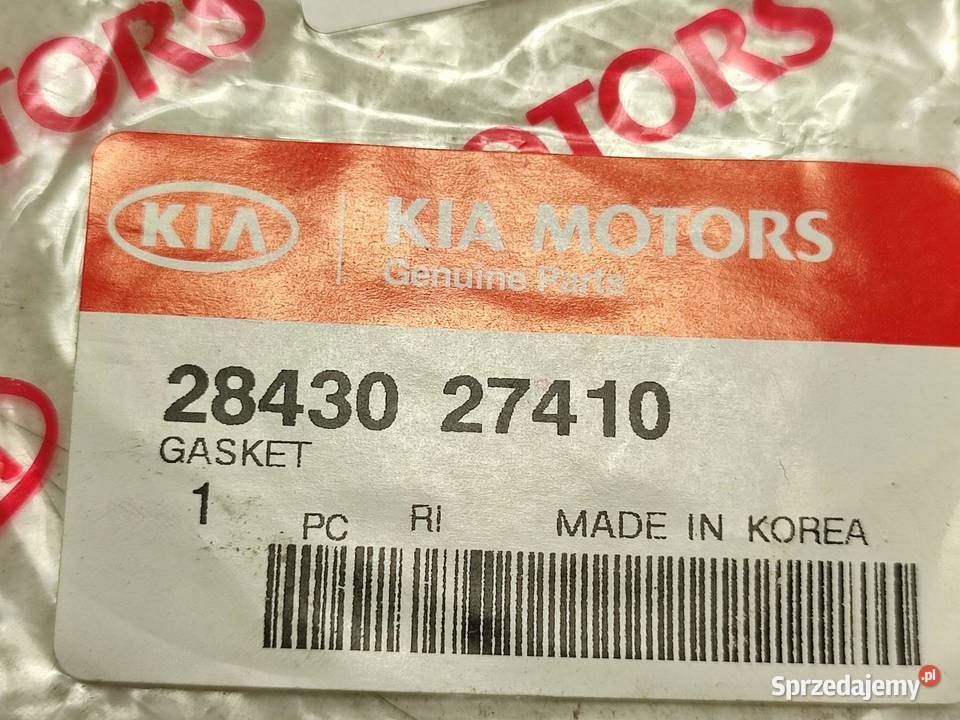 TORS
OTORS
KIA KIA MOTORS
Genuine Parts
28430 27410
GASKET
1 PC RI MADE IN KOREA
Sprzedajemy.pl